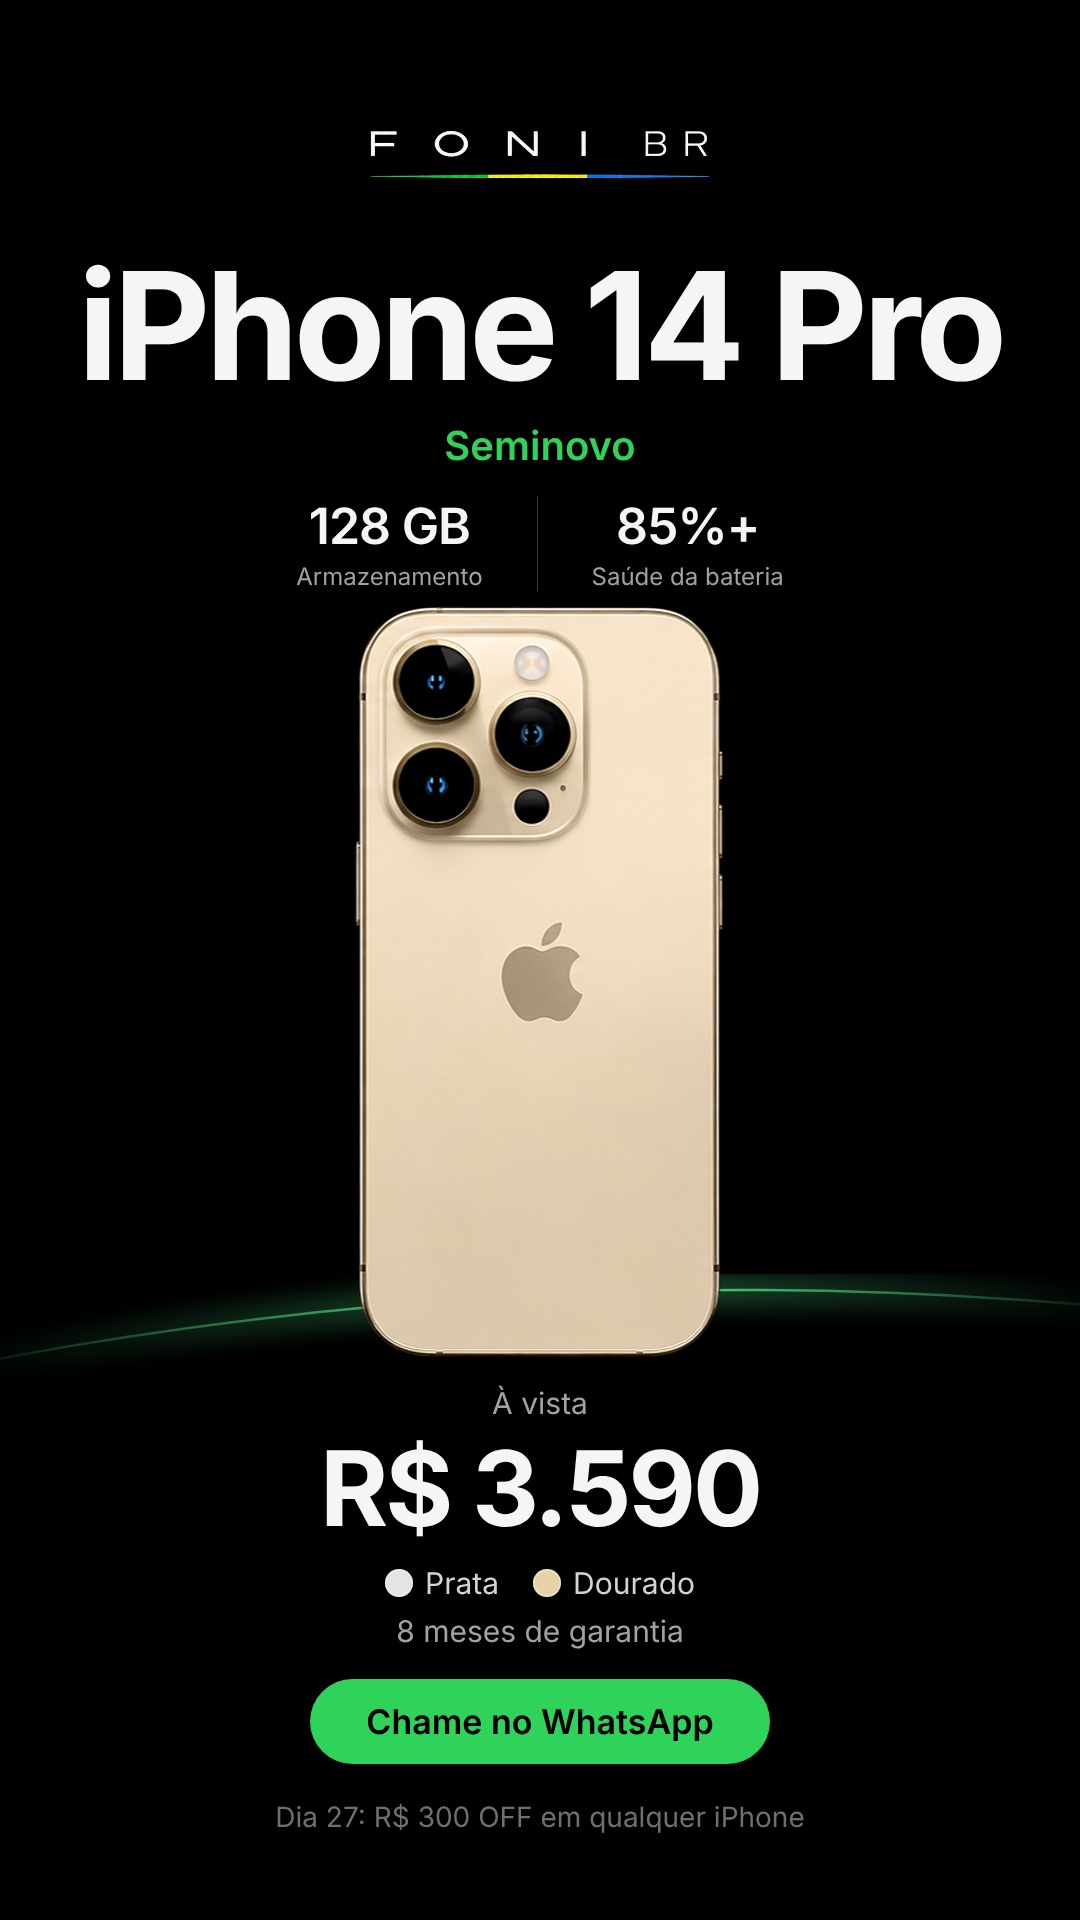 FONI BR
iPhone 14 Pro
Seminovo
128 GB
Armazenamento
85%+
Saúde da bateria
À vista
R$ 3.590
Prata
Dourado
8 meses de garantia
Chame no WhatsApp
Dia 27: R$ 300 OFF em qualquer iPhone